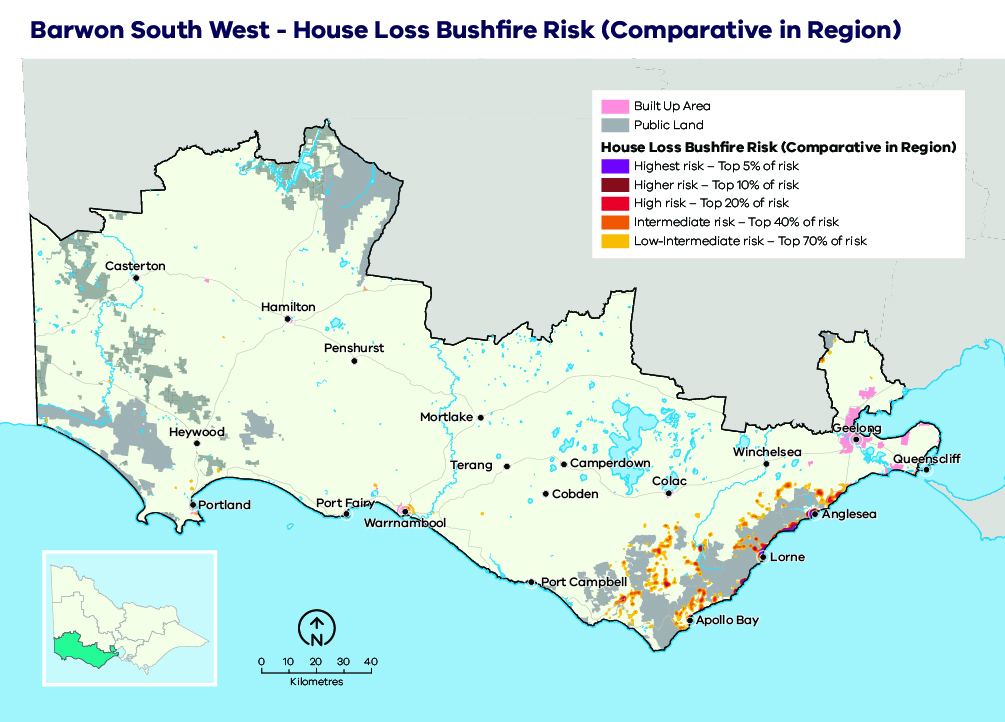 Barwon South West - House Loss Bushfire Risk (Comparative in Region)
Built Up Area
Public Land
House Loss Bushfire Risk (Comparative in Region)
Highest risk – Top 5% of risk
Higher risk – Top 10% of risk
High risk – Top 20% of risk
Intermediate risk – Top 40% of risk
Low-Intermediate risk – Top 70% of risk
Casterton
Hamilton
Penshurst
Mortlake
Heywood
Geelong
Winchelsea
Queenscliff
Terang
Camperdown
Colac
Cobden
Portland
Port Fairy
Warrnambool
Anglesea
Lorne
Port Campbell
Apollo Bay
N
0 10 20 30 40
Kilometres